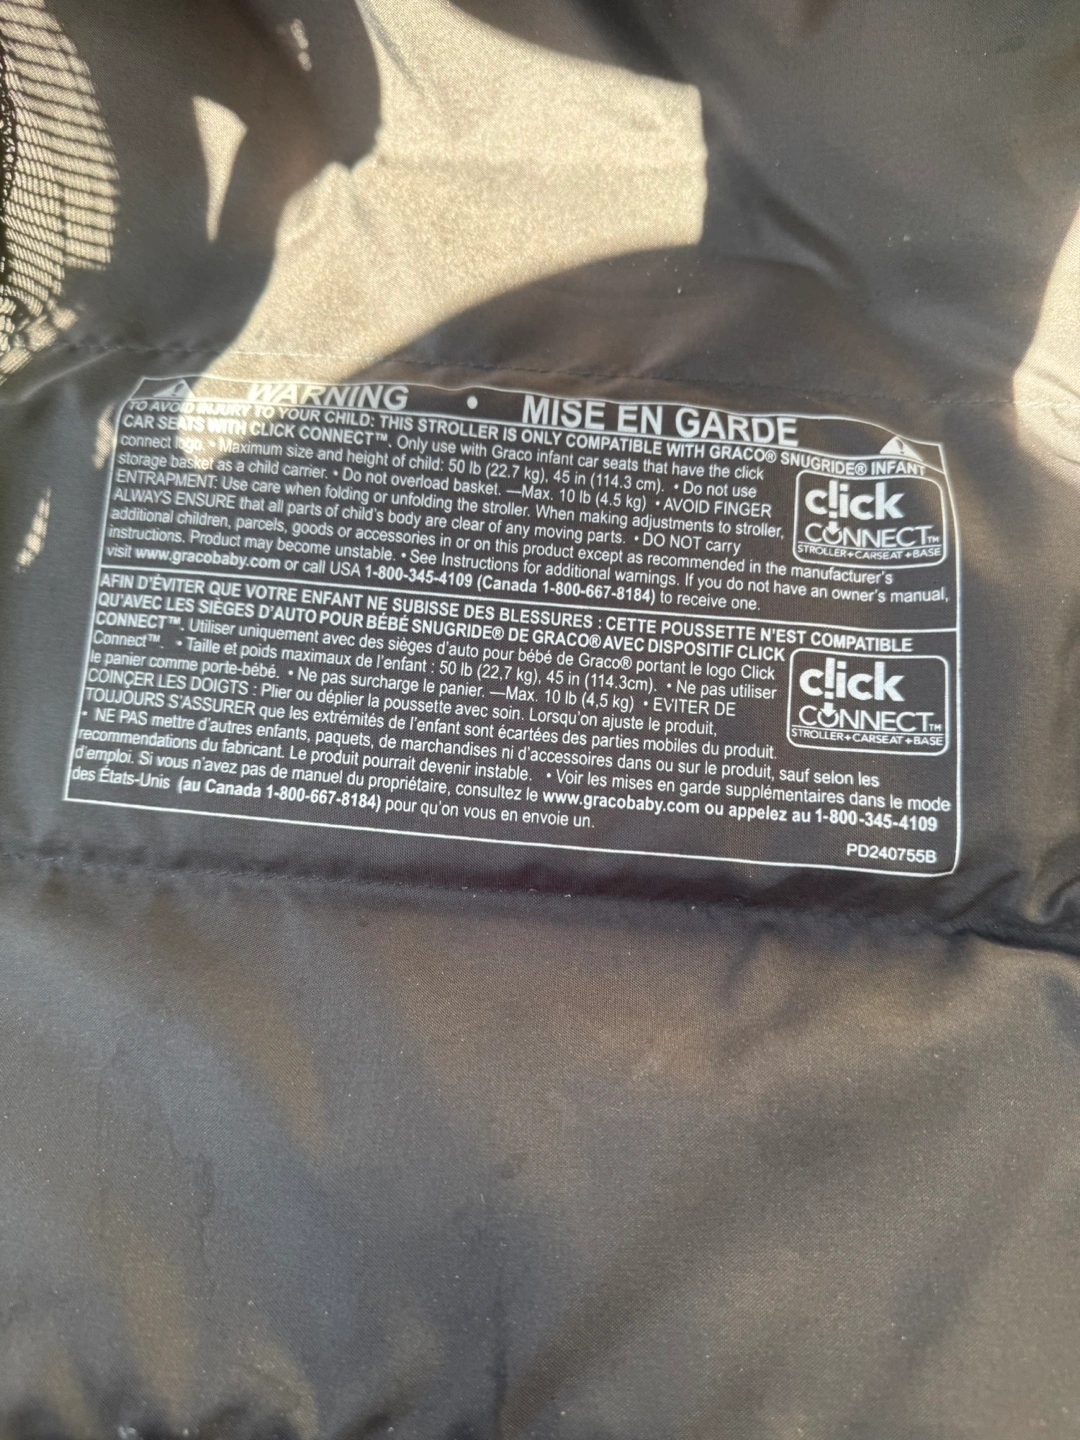 WARNING • MISE EN GARDE
TO AVOID INJURY TO YOUR CHILD: THIS STROLLER IS ONLY COMPATIBLE WITH GRACO® SNUGRIDE® INFANT
CAR SEATS WITH CLICK CONNECT™. Only use with Graco infant car seats that have the click
connect logo. • Maximum size and height of child: 50 lb (22.7 kg), 45 in (114.3 cm). • Do not use
storage basket as a child carrier. • Do not overload basket. —Max. 10 lb (4.5 kg) • AVOID FINGER
ENTRAPMENT: Use care when folding or unfolding the stroller. When making adjustments to stroller,
ALWAYS ENSURE that all parts of child's body are clear of any moving parts. • DO NOT carry
additional children, parcels, goods or accessories in or on this product except as recommended in the manufacturer's
instructions. Product may become unstable. • See Instructions for additional warnings. If you do not have an owner's manual,
visit www.gracobaby.com or call USA 1-800-345-4109 (Canada 1-800-667-8184) to receive one.
click
CONNECT™
STROLLER+CARSEAT+BASE
AFIN D'ÉVITER QUE VOTRE ENFANT NE SUBISSE DES BLESSURES : CETTE POUSSETTE N'EST COMPATIBLE
QU'AVEC LES SIÈGES D'AUTO POUR BÉBÉ SNUGRIDE® DE GRACO® AVEC DISPOSITIF CLICK
CONNECT™. Utiliser uniquement avec des sièges d'auto pour bébé de Graco® portant le logo Click
Connect™. • Taille et poids maximaux de l'enfant : 50 lb (22,7 kg), 45 in (114.3cm). • Ne pas utiliser
le panier comme porte-bébé. • Ne pas surcharge le panier. —Max. 10 lb (4,5 kg) • EVITER DE
COINÇER LES DOIGTS : Plier ou déplier la poussette avec soin. Lorsqu'on ajuste le produit,
TOUJOURS S'ASSURER que les extrémités de l'enfant sont écartées des parties mobiles du produit.
• NE PAS mettre d'autres enfants, paquets, de marchandises ni d'accessoires dans ou sur le produit, sauf selon les
recommendations du fabricant. Le produit pourrait devenir instable. • Voir les mises en garde supplémentaires dans le mode
d'emploi. Si vous n'avez pas de manuel du propriétaire, consultez le www.gracobaby.com ou appelez au 1-800-345-4109
des États-Unis (au Canada 1-800-667-8184) pour qu'on vous en envoie un.
click
CONNECT™
STROLLER+CARSEAT+BASE
PD240755B